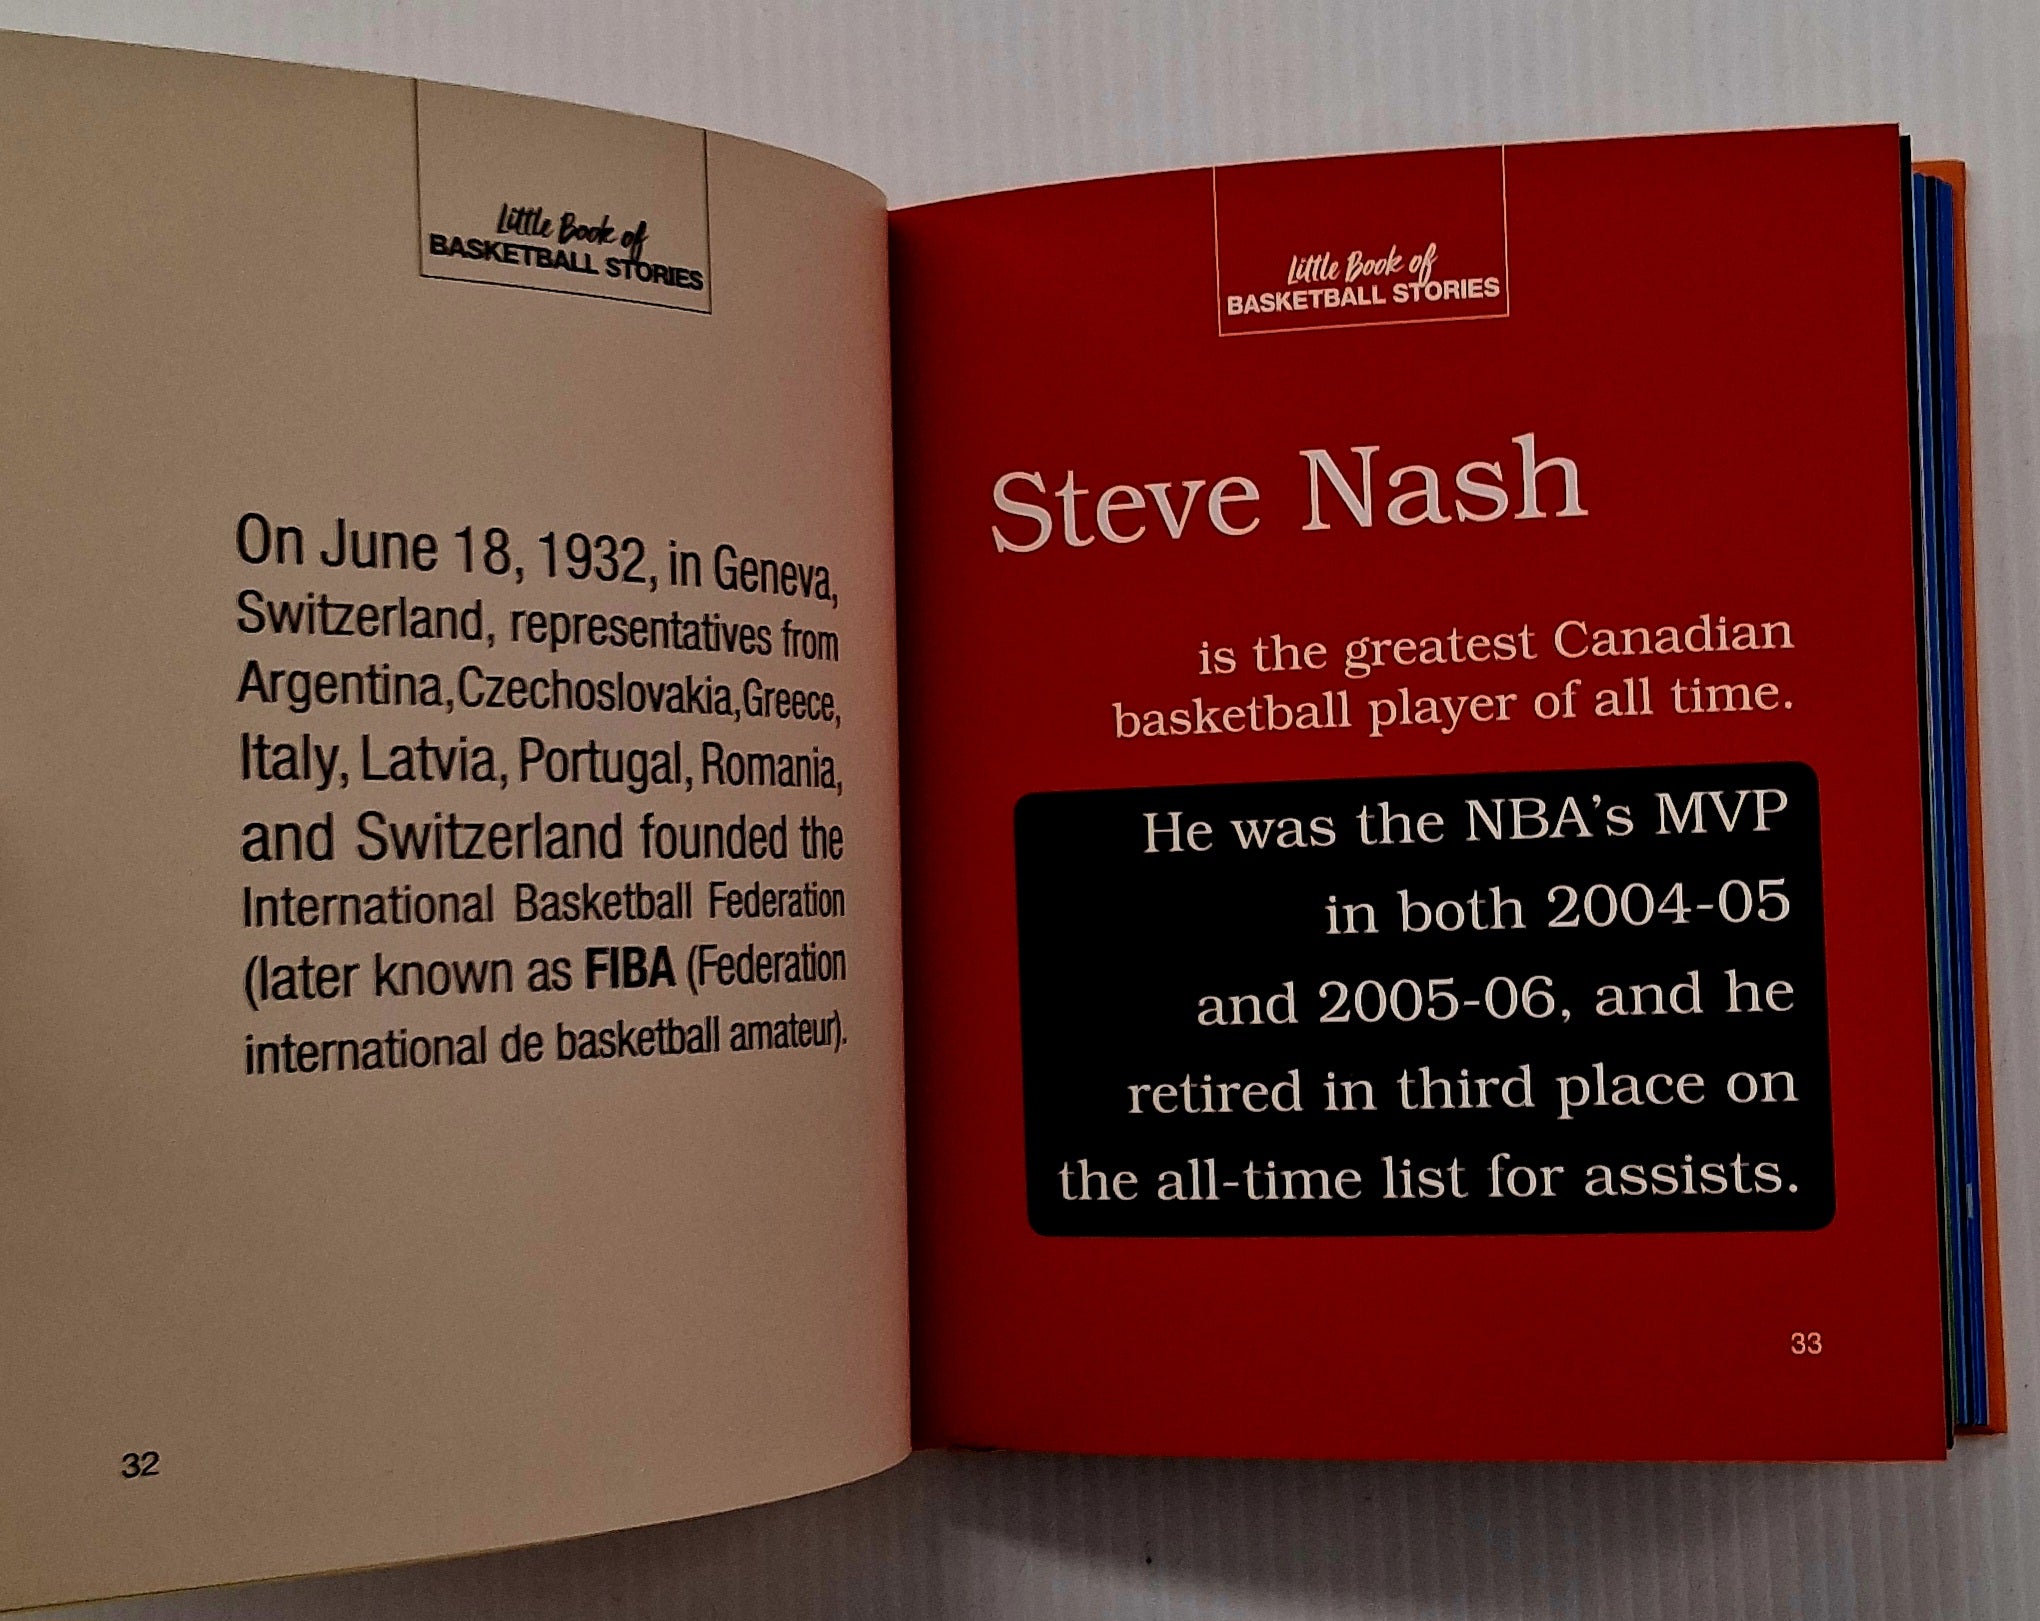 Little Book of
BASKETBALL STORIES
On June 18, 1932, in Geneva,
Switzerland, representatives from
Argentina, Czechoslovakia, Greece,
Italy, Latvia, Portugal, Romania,
and Switzerland founded the
International Basketball Federation
(later known as FIBA (Federation
international de basketball amateur).
32
Little Book of
BASKETBALL STORIES
Steve Nash
is the greatest Canadian
basketball player of all time.
He was the NBA's MVP
in both 2004-05
and 2005-06, and he
retired in third place on
the all-time list for assists.
33